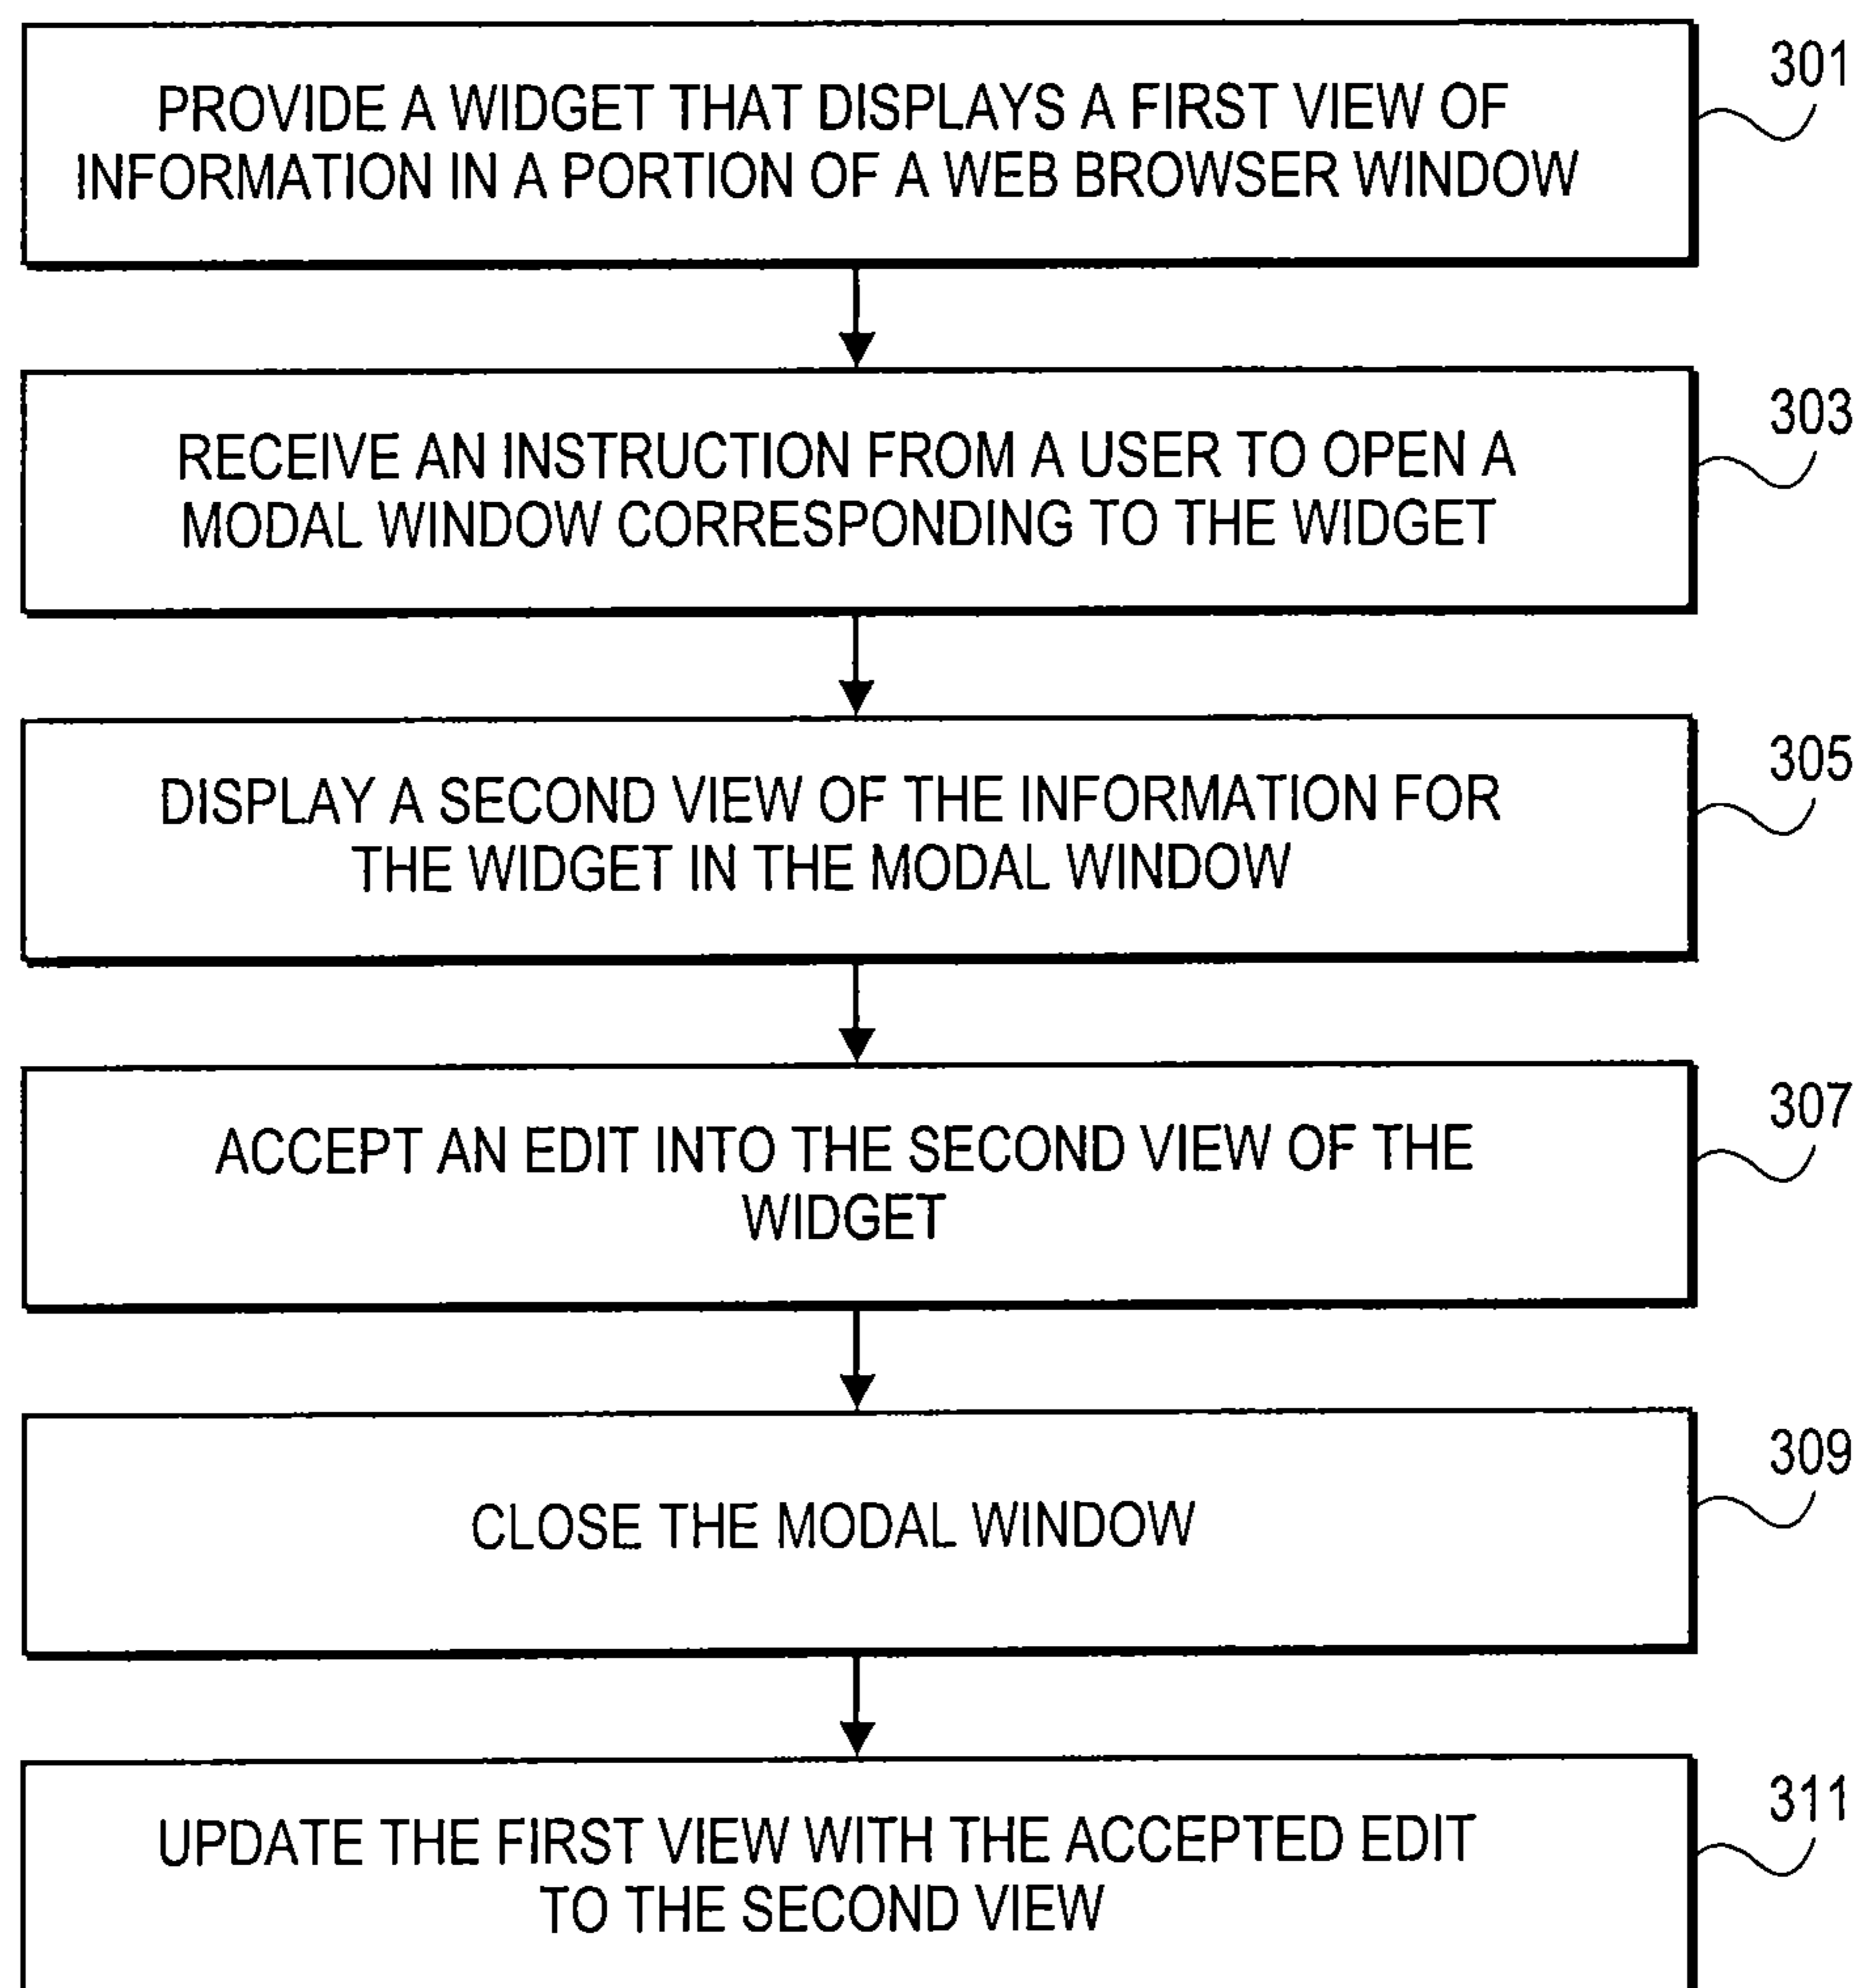 301
PROVIDE A WIDGET THAT DISPLAYS A FIRST VIEW OF
INFORMATION IN A PORTION OF A WEB BROWSER WINDOW
303
RECEIVE AN INSTRUCTION FROM A USER TO OPEN A
MODAL WINDOW CORRESPONDING TO THE WIDGET
305
DISPLAY A SECOND VIEW OF THE INFORMATION FOR
THE WIDGET IN THE MODAL WINDOW
307
ACCEPT AN EDIT INTO THE SECOND VIEW OF THE
WIDGET
309
CLOSE THE MODAL WINDOW
311
UPDATE THE FIRST VIEW WITH THE ACCEPTED EDIT
TO THE SECOND VIEW